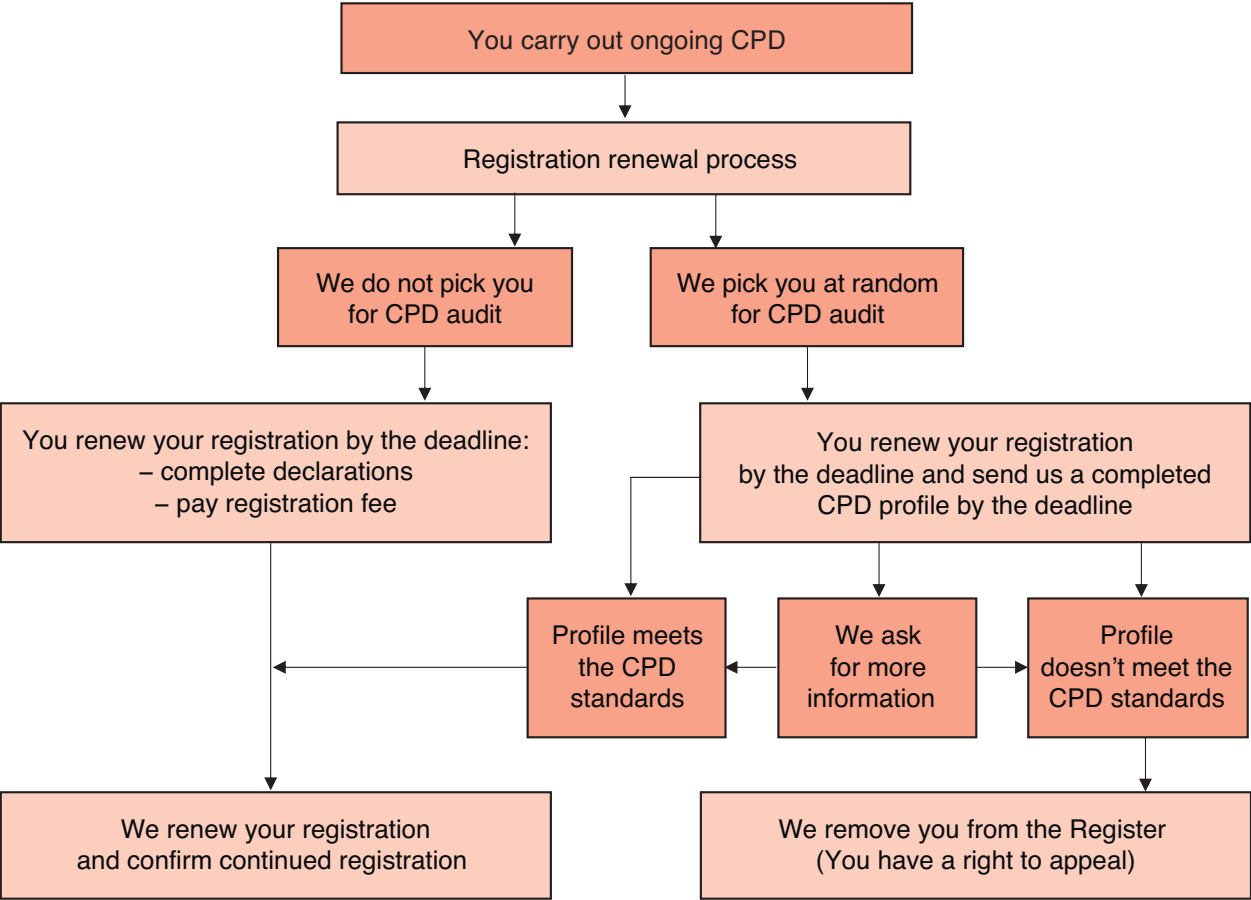 You carry out ongoing CPD
Registration renewal process
We do not pick you
for CPD audit
We pick you at random
for CPD audit
You renew your registration by the deadline:
– complete declarations
– pay registration fee
You renew your registration
by the deadline and send us a completed
CPD profile by the deadline
Profile meets
the CPD
standards
We ask
for more
information
Profile
doesn’t meet the
CPD standards
We renew your registration
and confirm continued registration
We remove you from the Register
(You have a right to appeal)